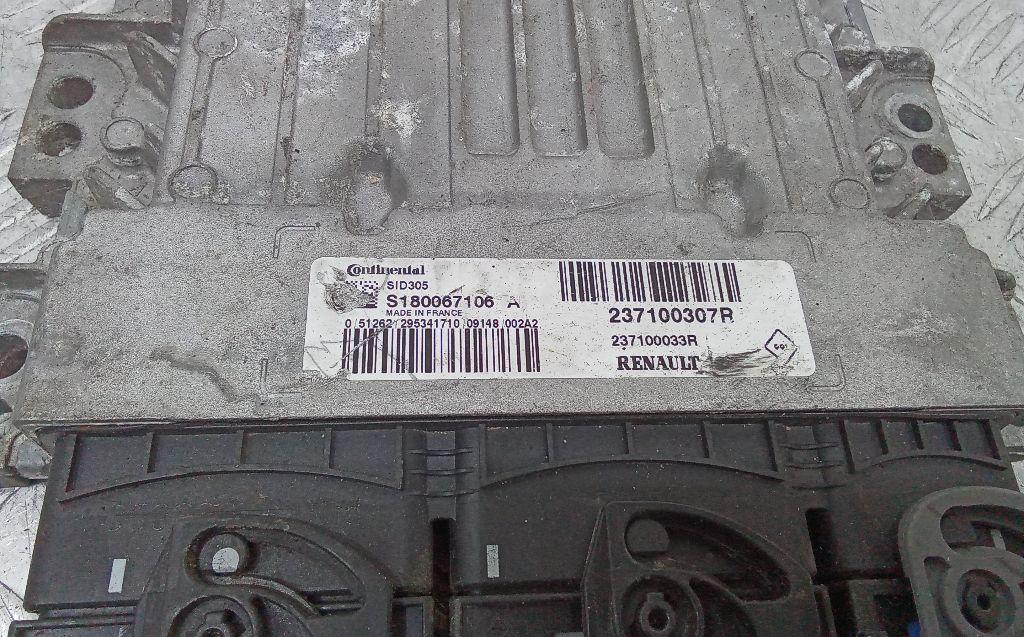 Continental
SID305
S180067106 A
MADE IN FRANCE
0 51262 295341710 09148 002A2
237100307R
237100033R
RENAULT